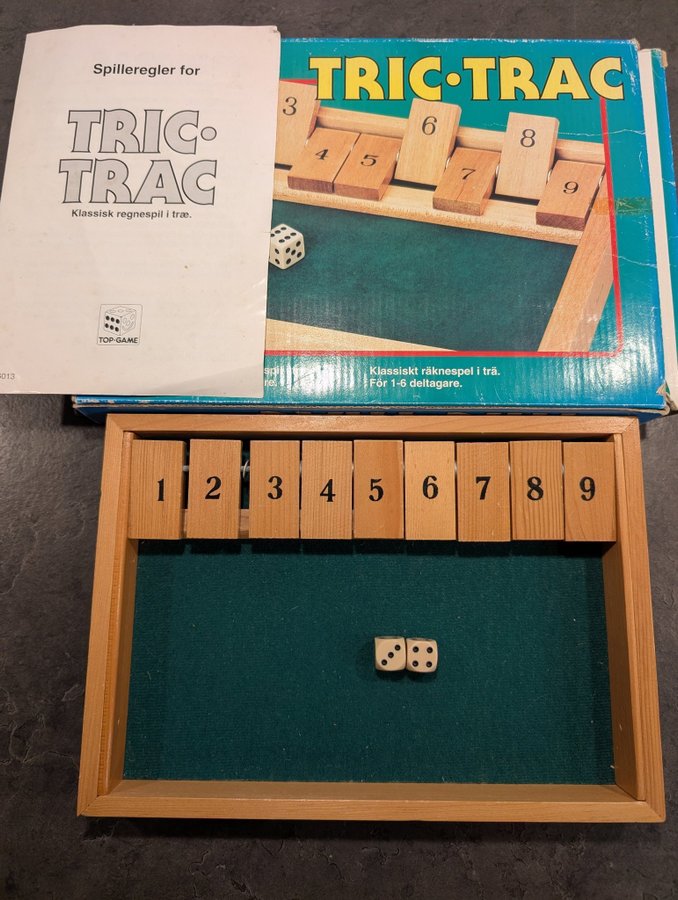 Spilleregler for
TRIC·
TRAC
Klassisk regnespil i træ.
TOP-GAME
TRIC·TRAC
3
4
5
6
7
8
9
Klassiskt räknespel i trä.
För 1-6 deltagare.
1 2 3 4 5 6 7 8 9